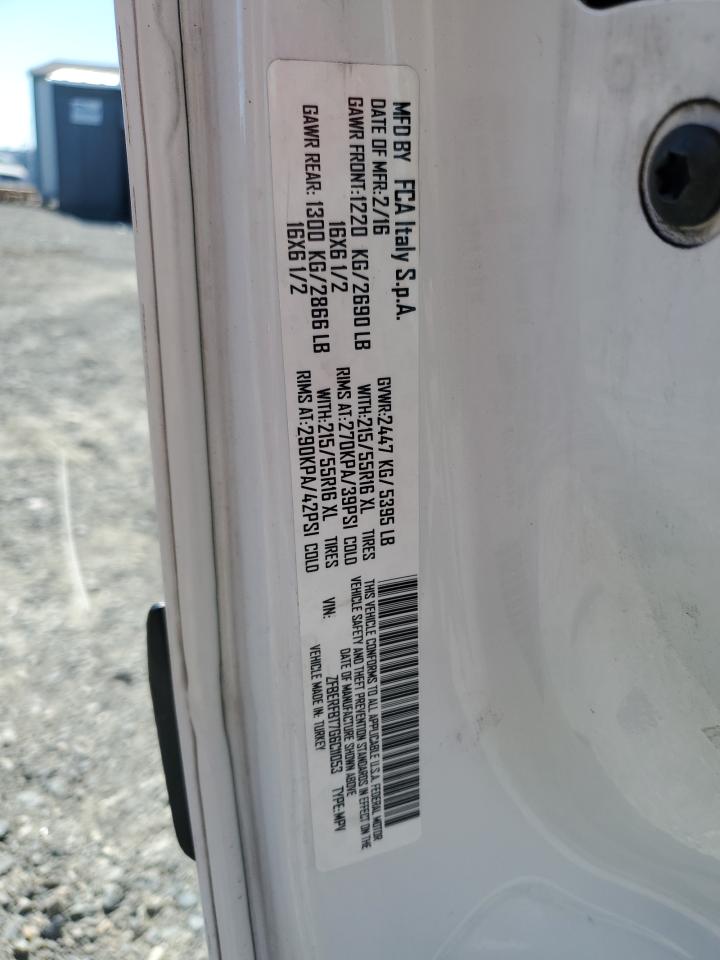 MFD BY FCA Italy S.p.A.
DATE OF MFR:2/16 GVWR:2447 KG/5395 LB
GAWR FRONT:1220 KG/2690 LB WITH:215/55R16 XL TIRES
16X6 1/2 RIMS AT:270KPA/39PSI COLD
GAWR REAR: 1300 KG/2866 LB WITH:215/55R16 XL TIRES
16X6 1/2 RIMS AT:290KPA/42PSI COLD
THIS VEHICLE CONFORMS TO ALL APPLICABLE U.S.A. FEDERAL MOTOR
VEHICLE SAFETY AND THEFT PREVENTION STANDARDS IN EFFECT ON THE
DATE OF MANUFACTURE SHOWN ABOVE
VIN: ZFBERFBT7G6C11053 TYPE:MPV
VEHICLE MADE IN: TURKEY